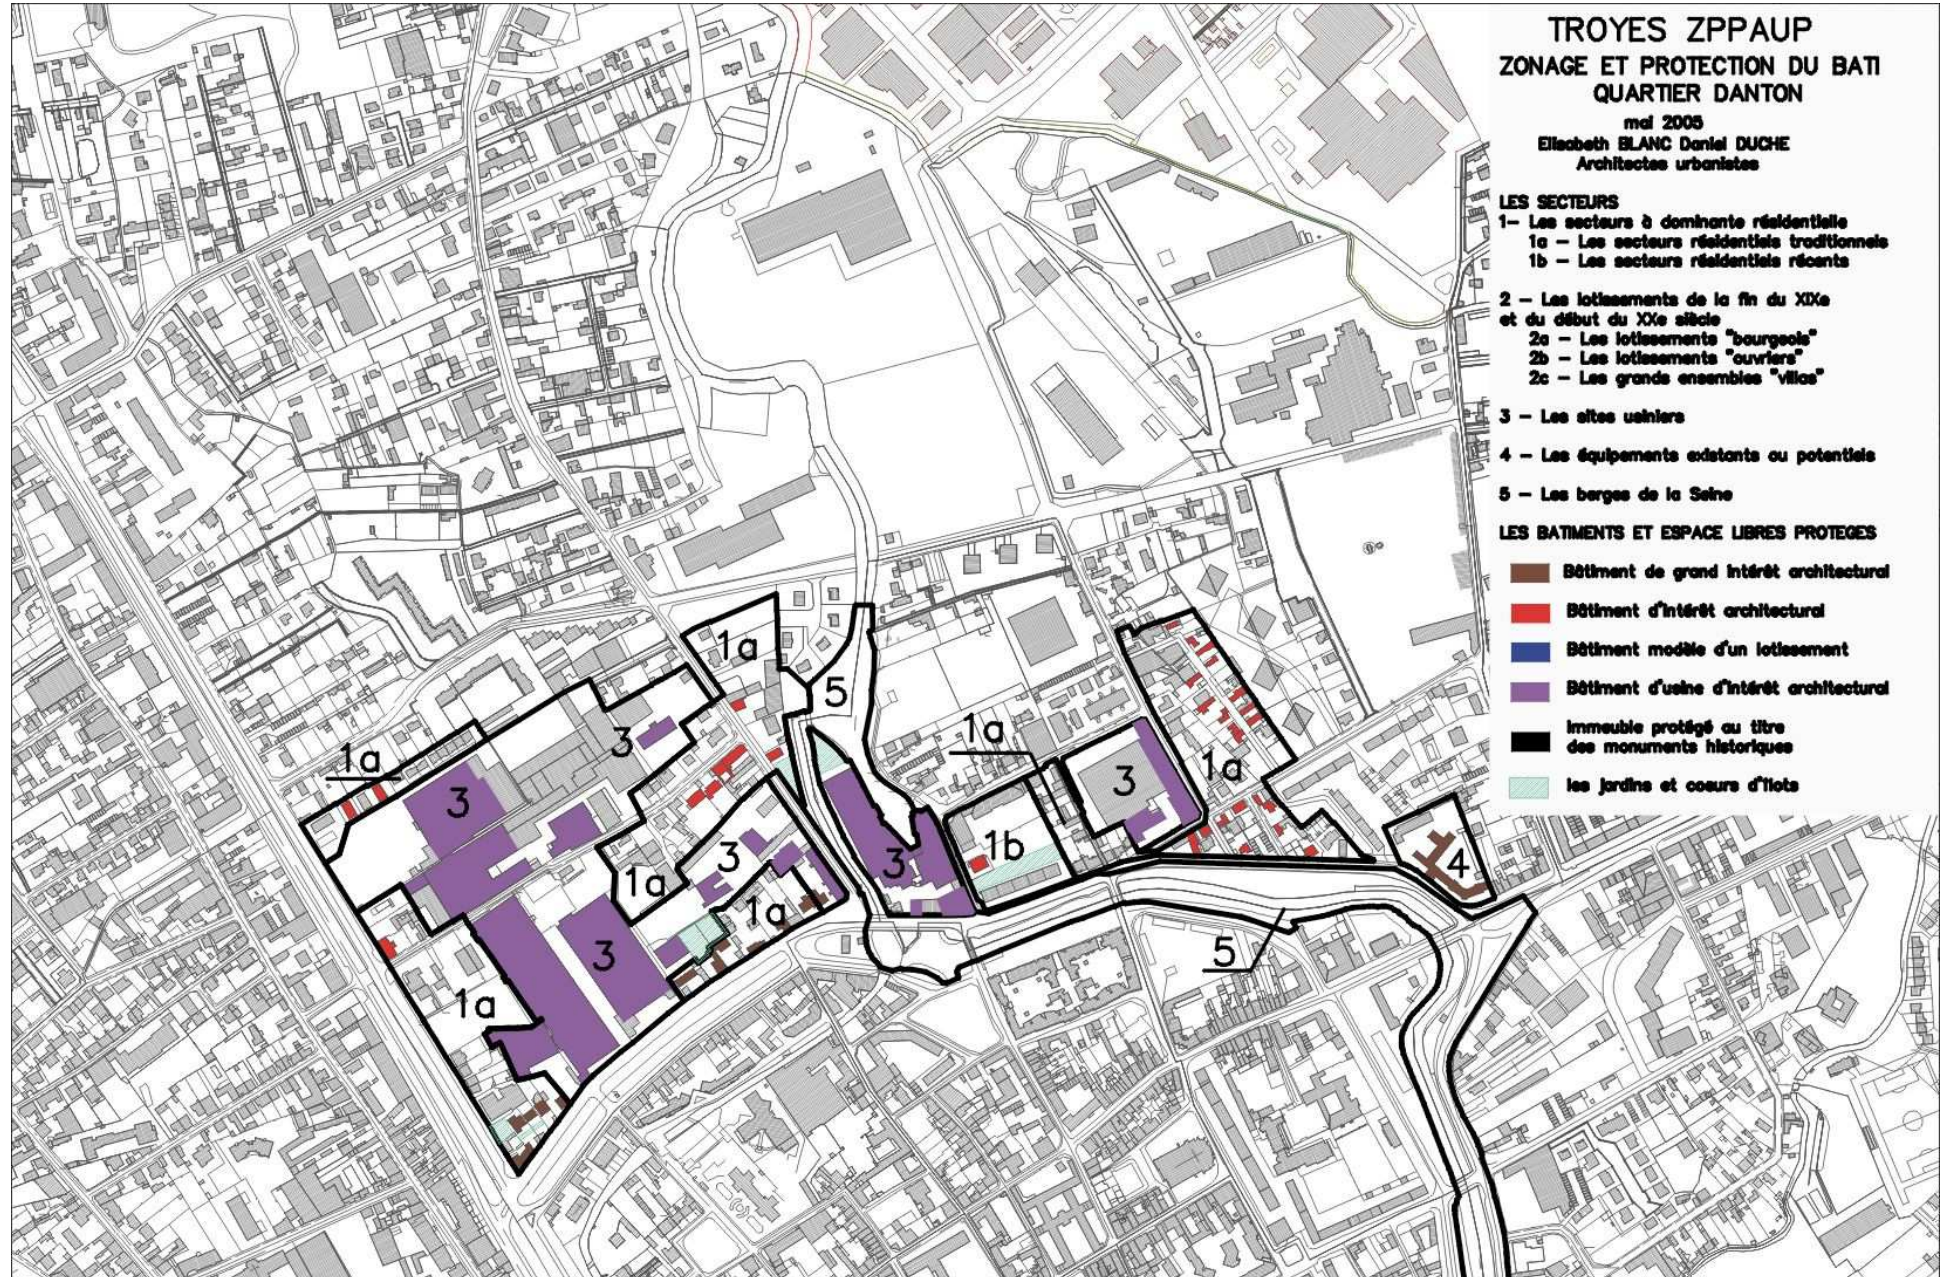 TROYES ZPPAUP
ZONAGE ET PROTECTION DU BATI
QUARTIER DANTON
mai 2005
Elisabeth BLANC Daniel DUCHE
Architectes urbanistes
LES SECTEURS
1– Les secteurs à dominante résidentielle
1a – Les secteurs résidentiels traditionnels
1b – Les secteurs résidentiels récents
2 – Les lotissements de la fin du XIXe
et du début du XXe siècle
2a – Les lotissements "bourgeois"
2b – Les lotissements "ouvriers"
2c – Les grands ensembles "villas"
3 – Les sites usiniers
4 – Les équipements existants ou potentiels
5 – Les berges de la Seine
LES BATIMENTS ET ESPACE LIBRES PROTEGES
Bâtiment de grand intérêt architectural
Bâtiment d'intérêt architectural
Bâtiment modèle d'un lotissement
Bâtiment d'usine d'intérêt architectural
Immeuble protégé au titre
des monuments historiques
les jardins et coeurs d'îlots
1a
5
3
1a
1a
3
1a
3
3
1b
3
4
1a
1a
3
5
1a